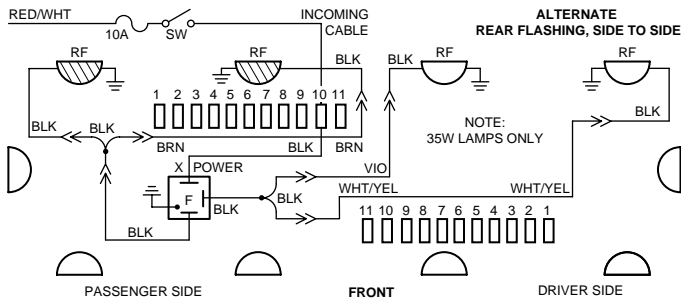 RED/WHT
10A
SW
INCOMING
CABLE
ALTERNATE
REAR FLASHING, SIDE TO SIDE
RF
RF
BLK
BLK
RF
RF
1 2 3 4 5 6 7 8 9 10 11
NOTE:
35W LAMPS ONLY
BLK
BLK
BLK
BRN
BLK
BRN
X POWER
VIO
F
BLK
BLK
WHT/YEL
WHT/YEL
11 10 9 8 7 6 5 4 3 2 1
BLK
PASSENGER SIDE
FRONT
DRIVER SIDE